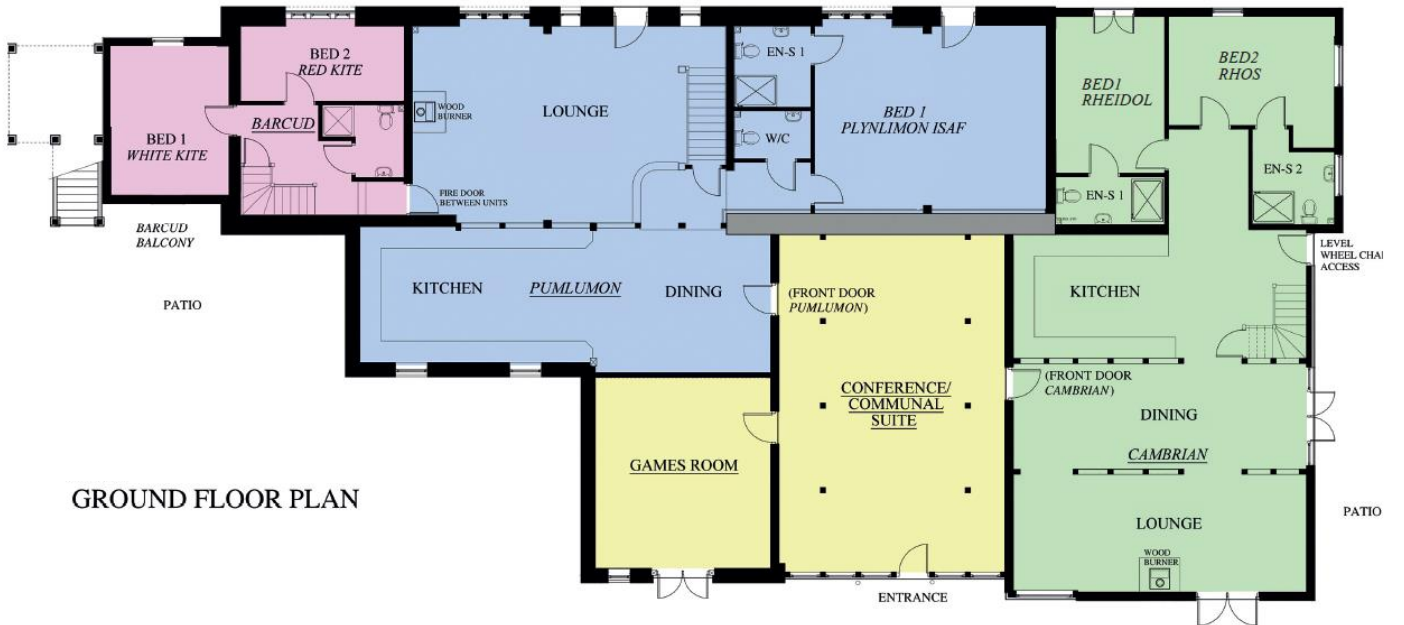 BED 1
WHITE KITE
BED 2
RED KITE
BARCUD
BARCUD
BALCONY
PATIO
WOOD
BURNER
LOUNGE
FIRE DOOR
BETWEEN UNITS
EN-S 1
W/C
BED 1
PLYNLIMON ISAF
KITCHEN
PUMLUMON
DINING
(FRONT DOOR
PUMLUMON)
CONFERENCE/
COMMUNAL
SUITE
GAMES ROOM
ENTRANCE
BED1
RHEIDOL
BED2
RHOS
EN-S 1
EN-S 2
LEVEL
WHEEL CHAI
ACCESS
KITCHEN
(FRONT DOOR
CAMBRIAN)
DINING
CAMBRIAN
LOUNGE
WOOD
BURNER
PATIO
GROUND FLOOR PLAN